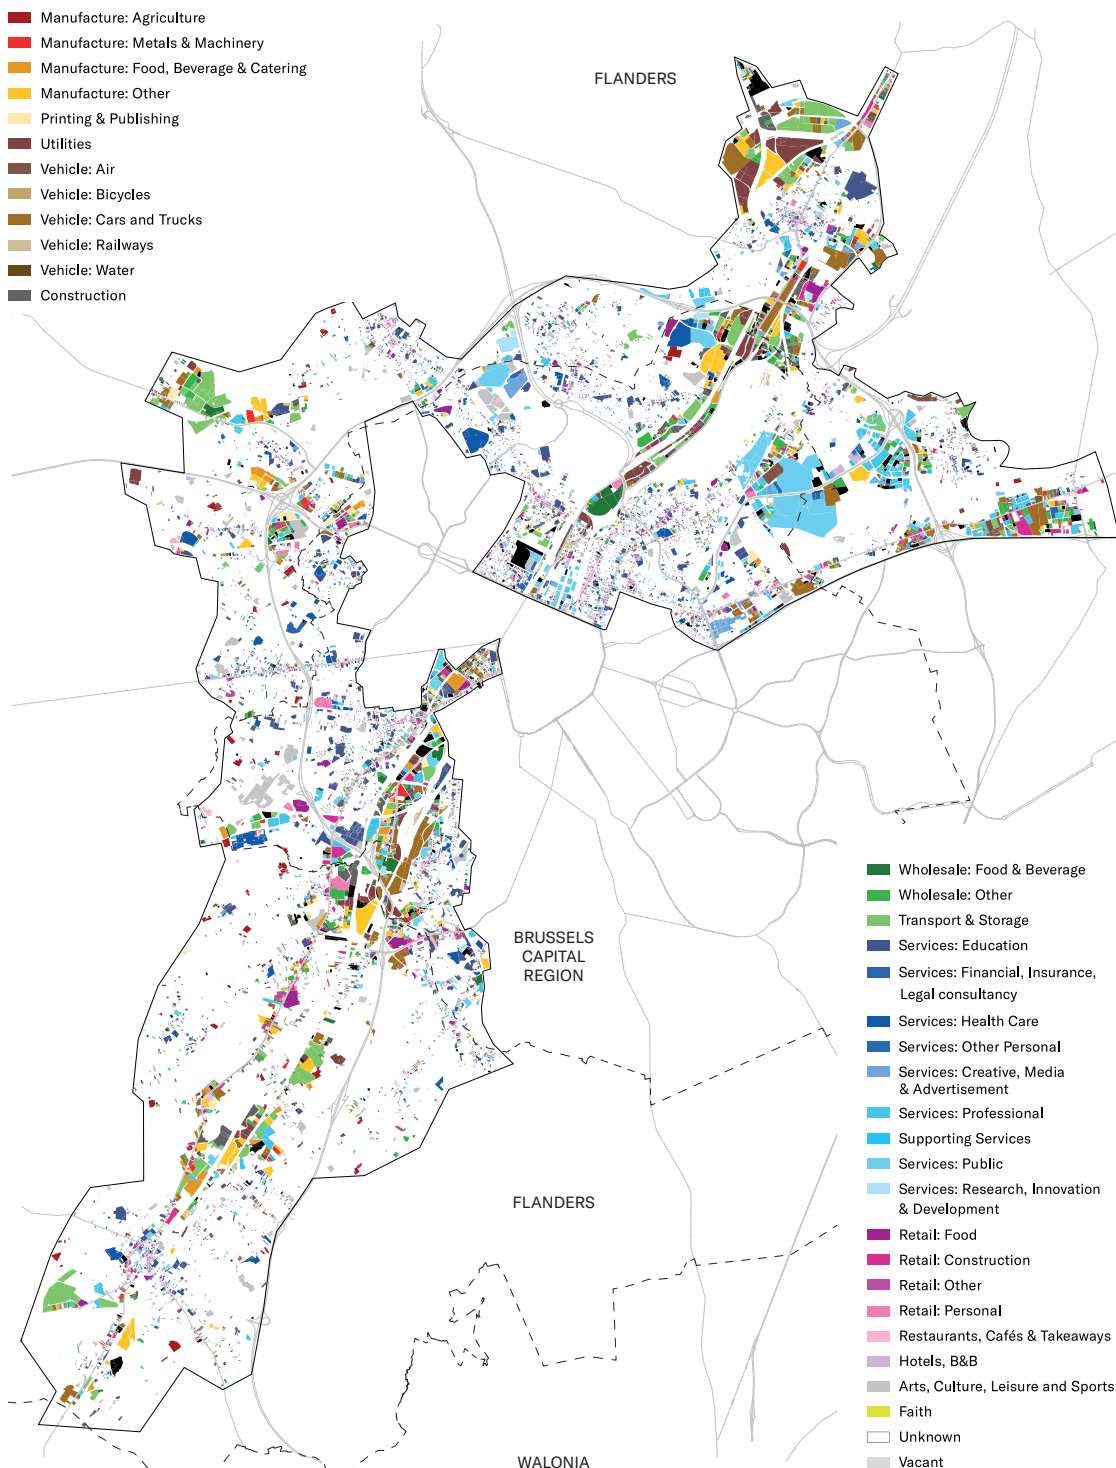 Manufacture: Agriculture
Manufacture: Metals & Machinery
Manufacture: Food, Beverage & Catering
Manufacture: Other
Printing & Publishing
Utilities
Vehicle: Air
Vehicle: Bicycles
Vehicle: Cars and Trucks
Vehicle: Railways
Vehicle: Water
Construction
FLANDERS
BRUSSELS
CAPITAL
REGION
FLANDERS
WALONIA
Wholesale: Food & Beverage
Wholesale: Other
Transport & Storage
Services: Education
Services: Financial, Insurance,
Legal consultancy
Services: Health Care
Services: Other Personal
Services: Creative, Media
& Advertisement
Services: Professional
Supporting Services
Services: Public
Services: Research, Innovation
& Development
Retail: Food
Retail: Construction
Retail: Other
Retail: Personal
Restaurants, Cafés & Takeaways
Hotels, B&B
Arts, Culture, Leisure and Sports
Faith
Unknown
Vacant